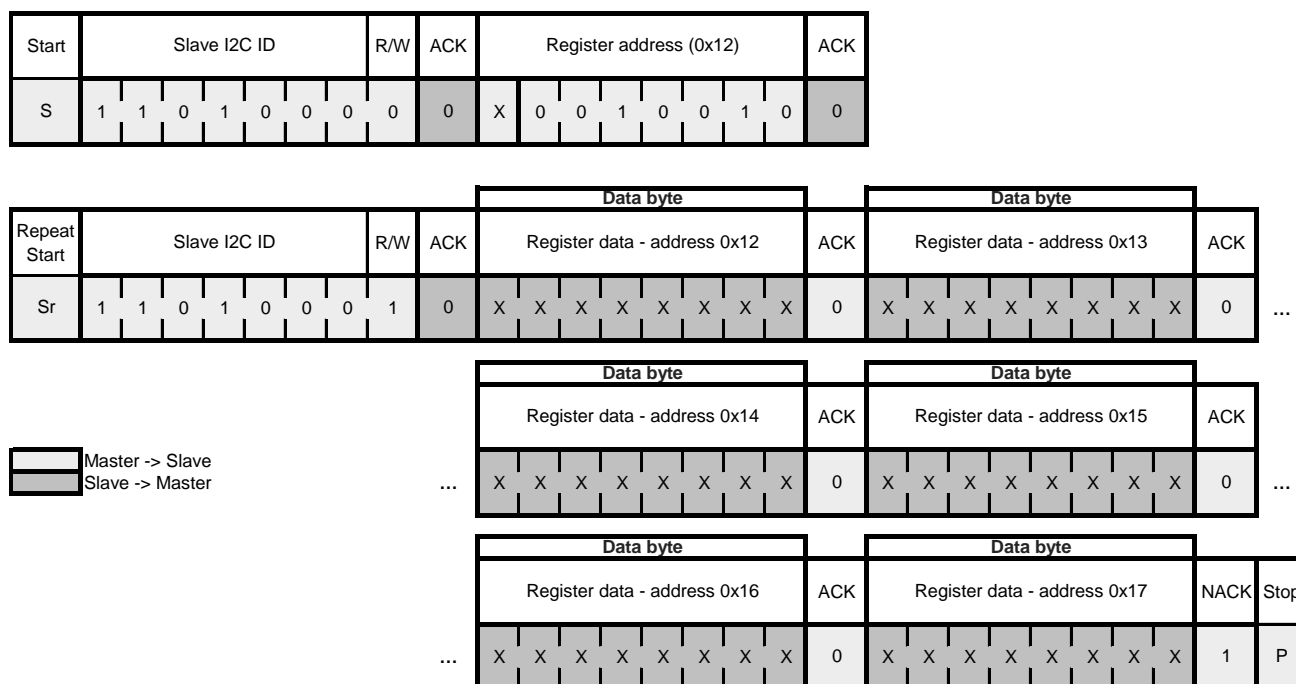 Start Slave I2C ID R/W ACK Register address (0x12) ACK
S 1 1 0 1 0 0 0 0 0 X 0 0 1 0 0 1 0 0
Data byte Data byte
Repeat Start Slave I2C ID R/W ACK Register data - address 0x12 ACK Register data - address 0x13 ACK
Sr 1 1 0 1 0 0 0 1 0 X X X X X X X X 0 X X X X X X X X 0 ...
Data byte Data byte
Register data - address 0x14 ACK Register data - address 0x15 ACK
Master -> Slave
Slave -> Master
... X X X X X X X X 0 X X X X X X X X 0 ...
Data byte Data byte
Register data - address 0x16 ACK Register data - address 0x17 NACK Stop
... X X X X X X X X 0 X X X X X X X X 1 P